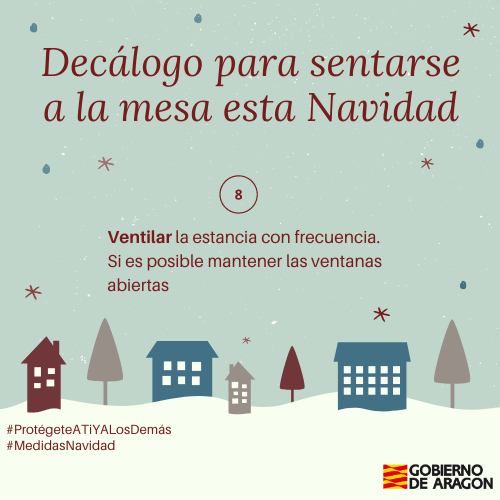 Decálogo para sentarse
a la mesa esta Navidad
8
Ventilar la estancia con frecuencia.
Si es posible mantener las ventanas
abiertas
#ProtégeteATiYALosDemás
#MedidasNavidad
GOBIERNO
DE ARAGON